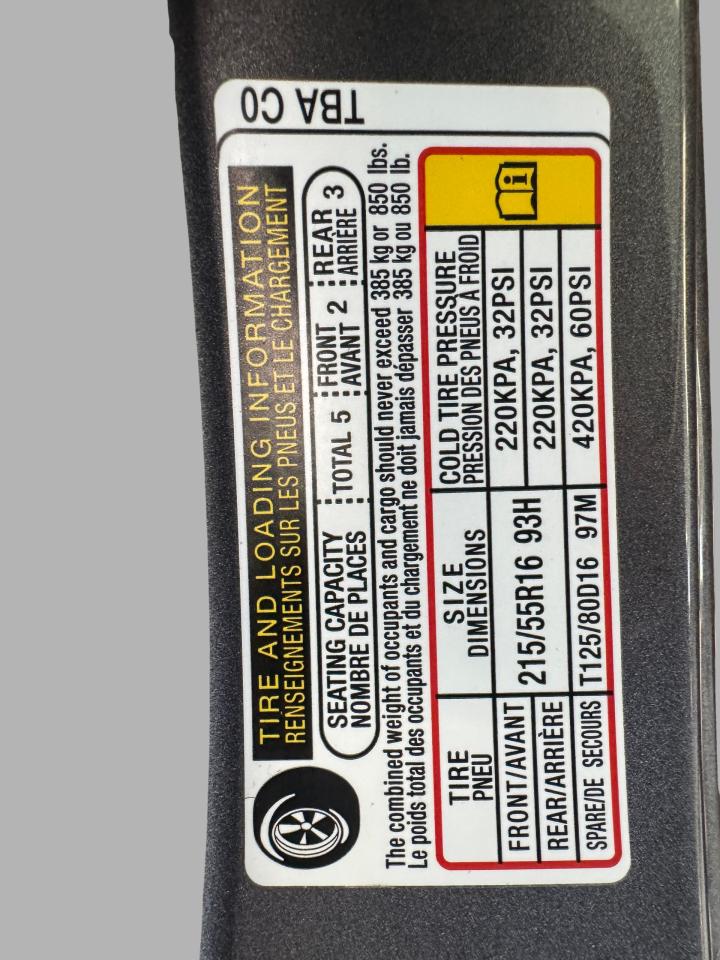 TBA C0
TIRE AND LOADING INFORMATION
RENSEIGNEMENTS SUR LES PNEUS ET LE CHARGEMENT
SEATING CAPACITY
NOMBRE DE PLACES
TOTAL 5
FRONT
AVANT 2
REAR
ARRIÈRE 3
The combined weight of occupants and cargo should never exceed 385 kg or 850 lbs.
Le poids total des occupants et du chargement ne doit jamais dépasser 385 kg ou 850 lb.
TIRE
PNEU
SIZE
DIMENSIONS
COLD TIRE PRESSURE
PRESSION DES PNEUS À FROID
FRONT/AVANT 215/55R16 93H 220KPA, 32PSI
REAR/ARRIÈRE 220KPA, 32PSI
SPARE/DE SECOURS T125/80D16 97M 420KPA, 60PSI